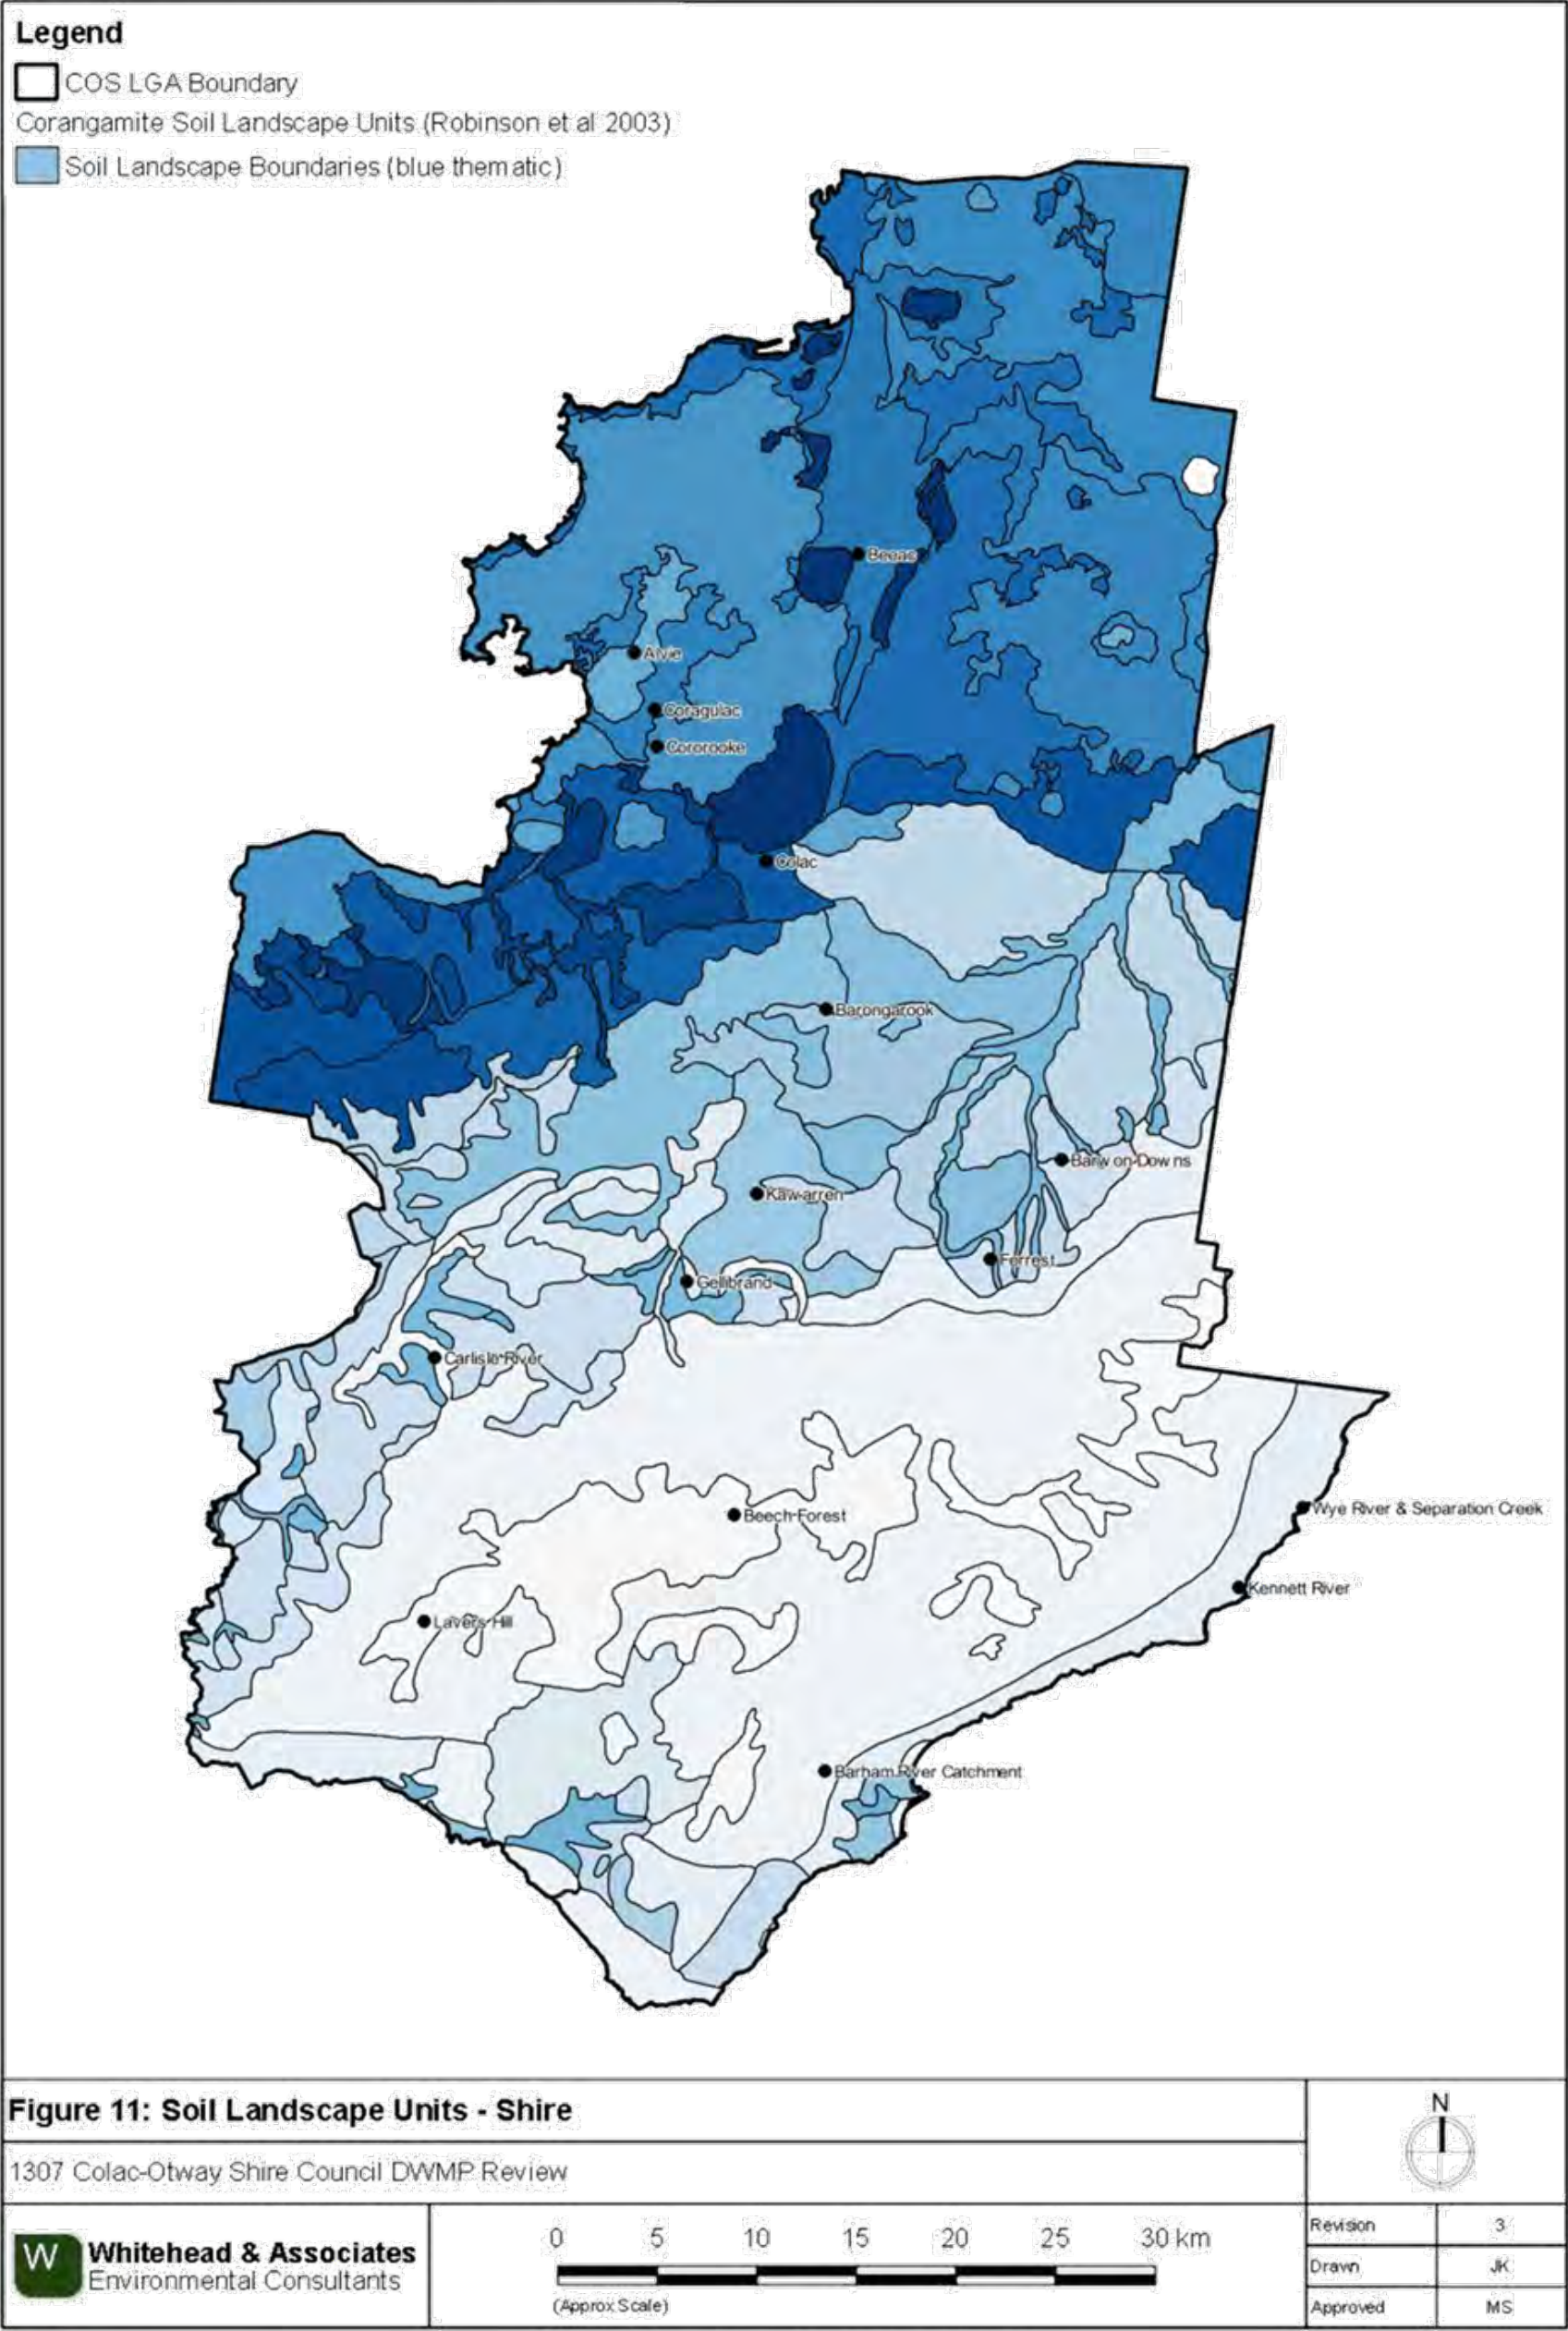 Legend
COS LGA Boundary
Corangamite Soil Landscape Units (Robinson et al 2003)
Soil Landscape Boundaries (blue thematic)
Beeac
Alvie
Coragulac
Cororooke
Colac
Barongarook
Barwon Downs
Kawarren
Forrest
Gellibrand
Carlisle River
Beech Forest
Wye River & Separation Creek
Kennett River
Lavers Hill
Barham River Catchment
Figure 11: Soil Landscape Units - Shire
N
1307 Colac-Otway Shire Council DWMP Review
W
Whitehead & Associates
Environmental Consultants
0 5 10 15 20 25 30 km
(Approx Scale)
Revision 3
Drawn JK
Approved MS